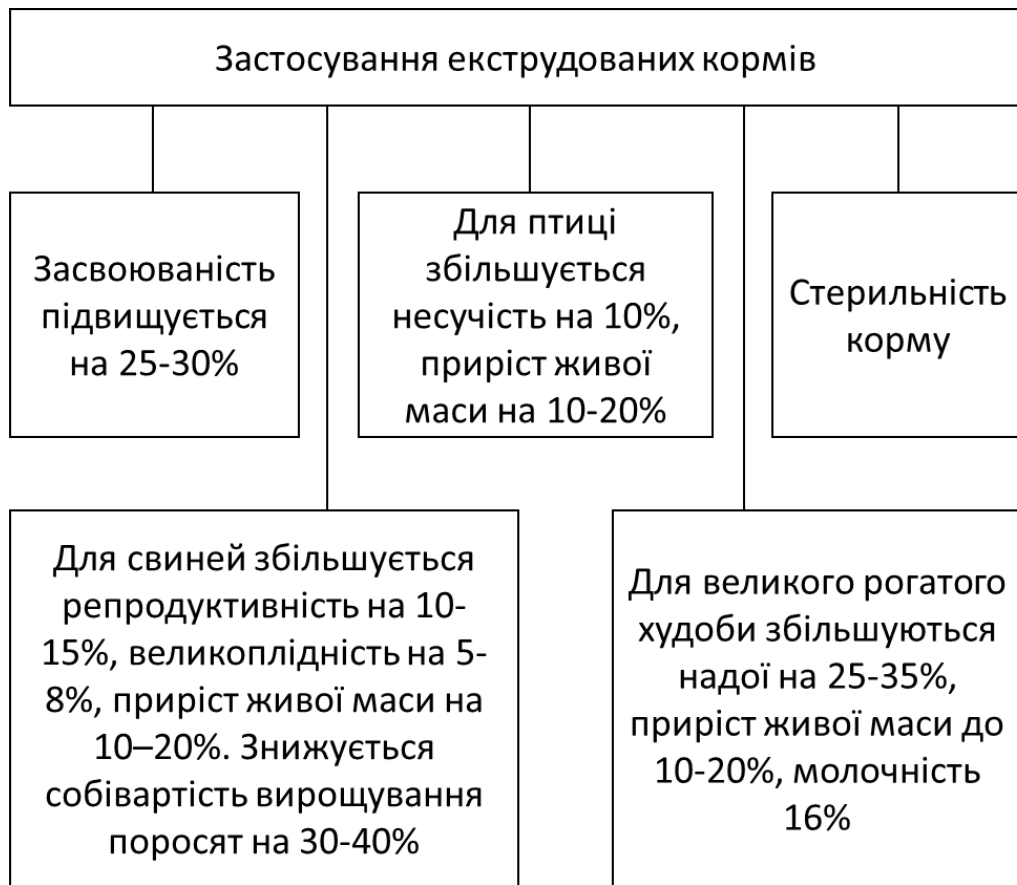 Застосування екструдованих кормів
Засвоюваність
підвищується
на 25-30%
Для птиці
збільшується
несучість на 10%,
приріст живої
маси на 10-20%
Стерильність
корму
Для свиней збільшується
репродуктивність на 10-
15%, великоплідність на 5-
8%, приріст живої маси на
10–20%. Знижується
собівартість вирощування
поросят на 30-40%
Для великого рогатого
худоби збільшуються
надої на 25-35%,
приріст живої маси до
10-20%, молочність
16%